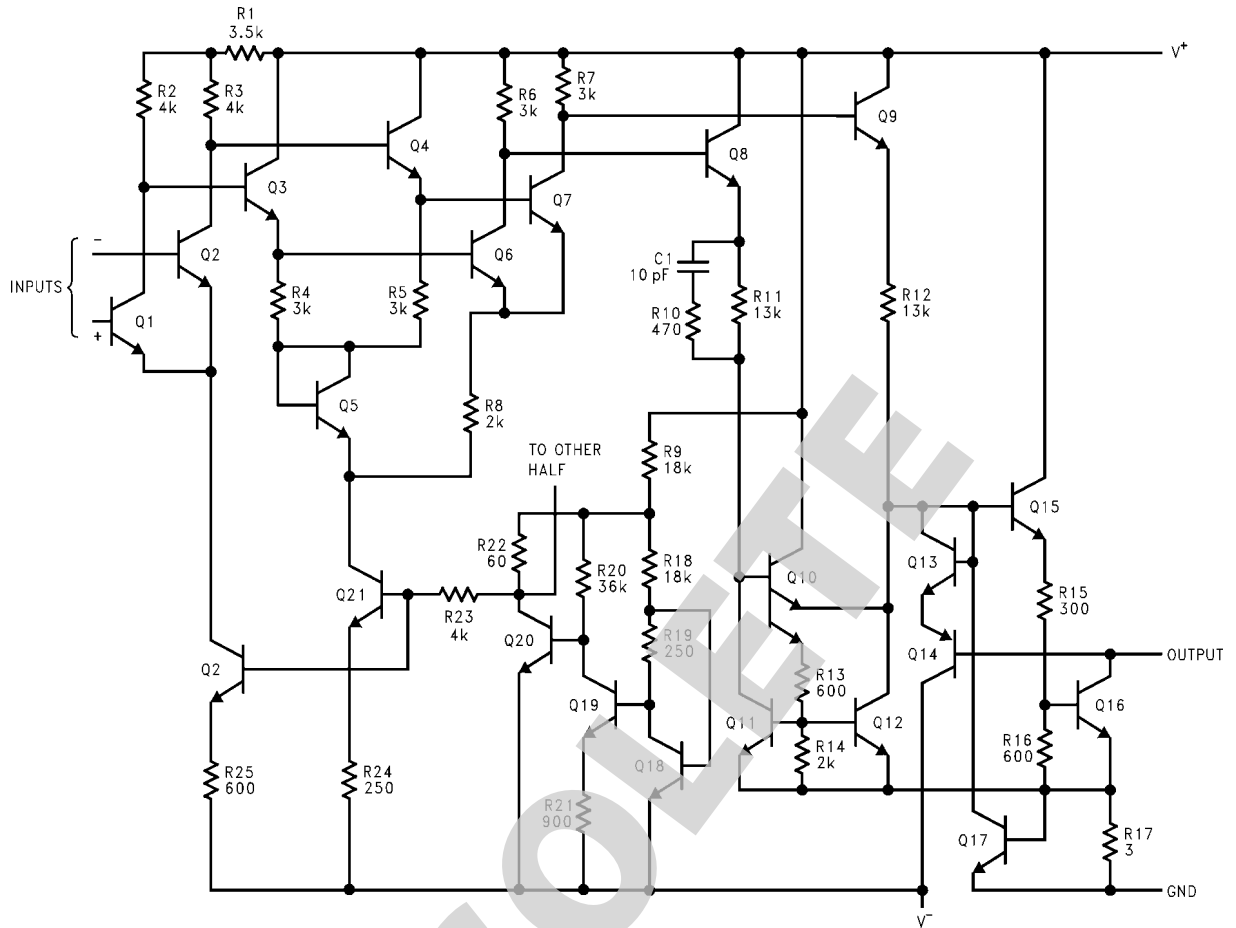 R1
3.5k
V+
R2
4k
R3
4k
R6
3k
R7
3k
Q9
Q4
Q8
Q3
Q7
INPUTS
−
Q2
Q6
C1
10 pF
R4
3k
R5
3k
R11
13k
R12
13k
R10
470
Q1
+
Q5
R8
2k
TO OTHER
HALF
R9
18k
Q15
R22
60
R20
36k
R18
18k
Q10
Q13
Q21
R23
4k
R15
300
Q20
R19
250
Q14
OUTPUT
Q2
R13
600
Q19
Q11
Q12
Q16
R14
2k
R16
600
R25
600
R24
250
Q18
R21
900
Q17
R17
3
GND
V−
OLETE